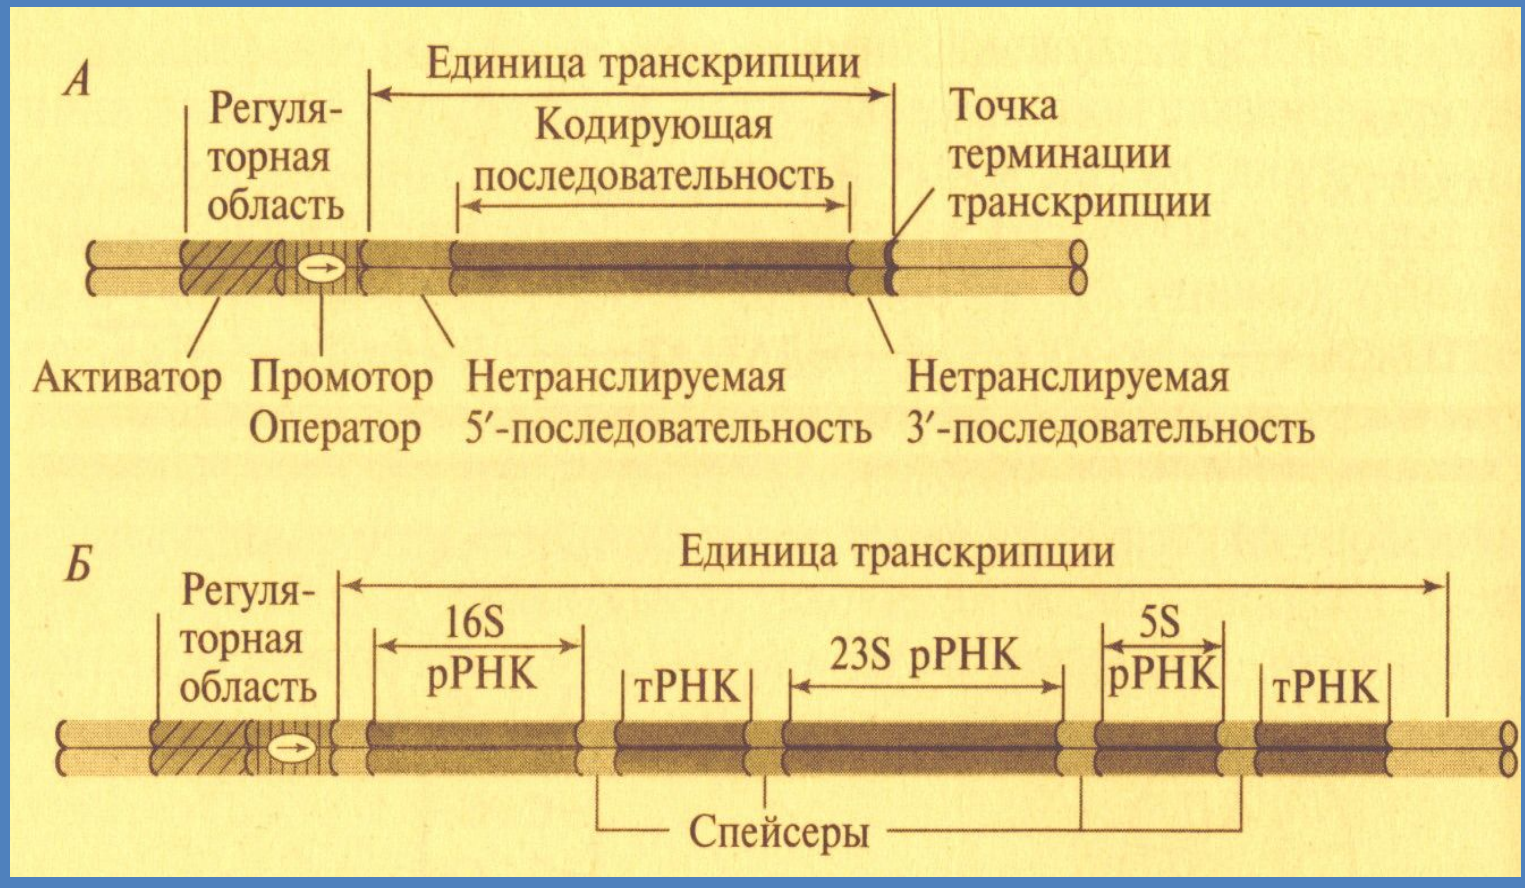 А
Единица транскрипции
Регуля-
торная
область
Кодирующая
последовательность
Точка
терминации
транскрипции
Активатор
Промотор
Оператор
Нетранслируемая
5′-последовательность
Нетранслируемая
3′-последовательность
Б
Единица транскрипции
Регуля-
торная
область
16S
рРНК
тРНК
23S рРНК
5S
рРНК
тРНК
Спейсеры